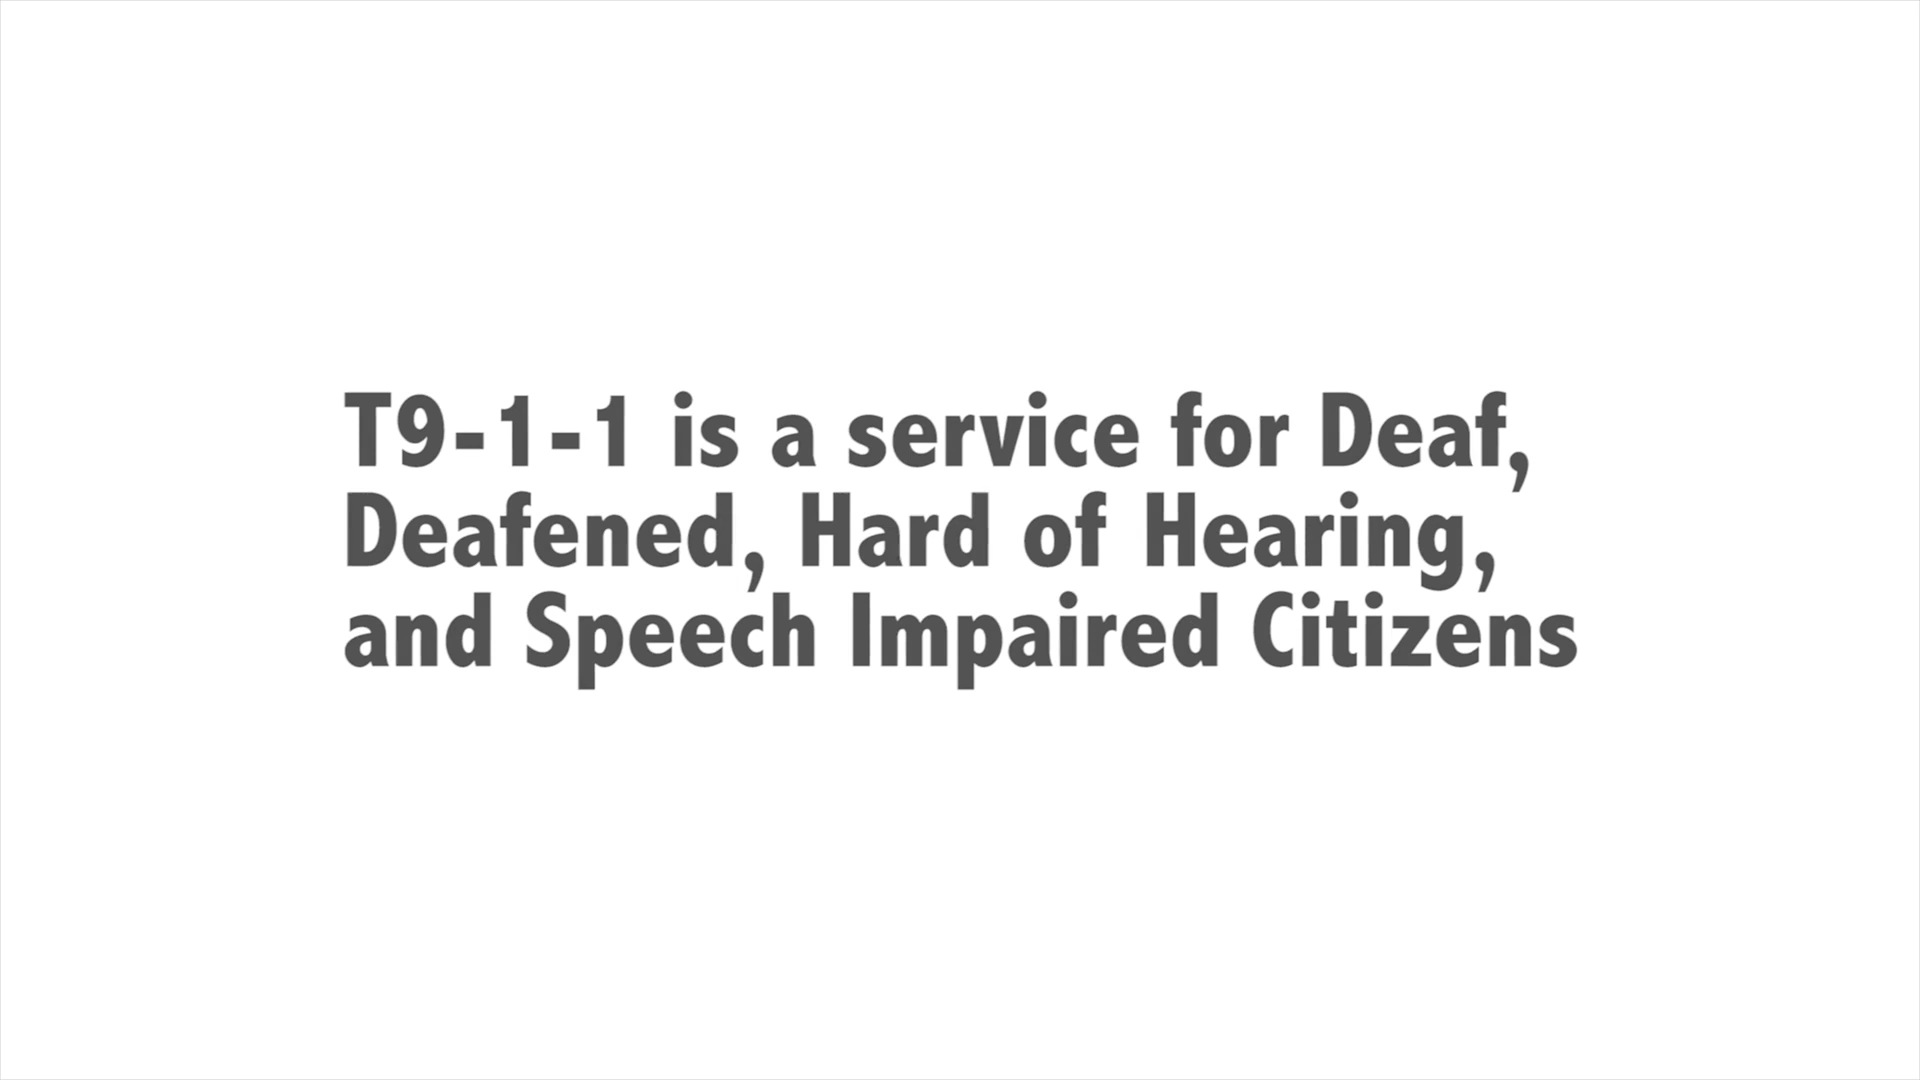 T9-1-1 is a service for Deaf,
Deafened, Hard of Hearing,
and Speech Impaired Citizens